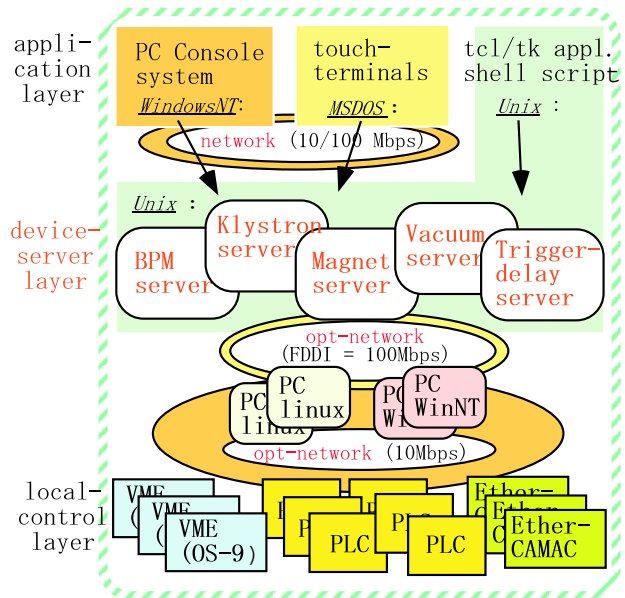 appli-
cation
layer
PC Console
system
WindowsNT:
touch-
terminals
MSDOS :
tcl/tk appl.
shell script
Unix :
network (10/100 Mbps)
device-
server
layer
Unix :
BPM
server
Klystron
server
Magnet
server
Vacuum
server
Trigger-
delay
server
opt-network
(FDDI = 100Mbps)
PC
linux
PC
linux
PC
Wi
PC
WinNT
opt-network (10Mbps)
local-
control
layer
VME
(
VME
(OS-9)
PLC
PLC
PLC
Ether-
C
Ether-
CAMAC